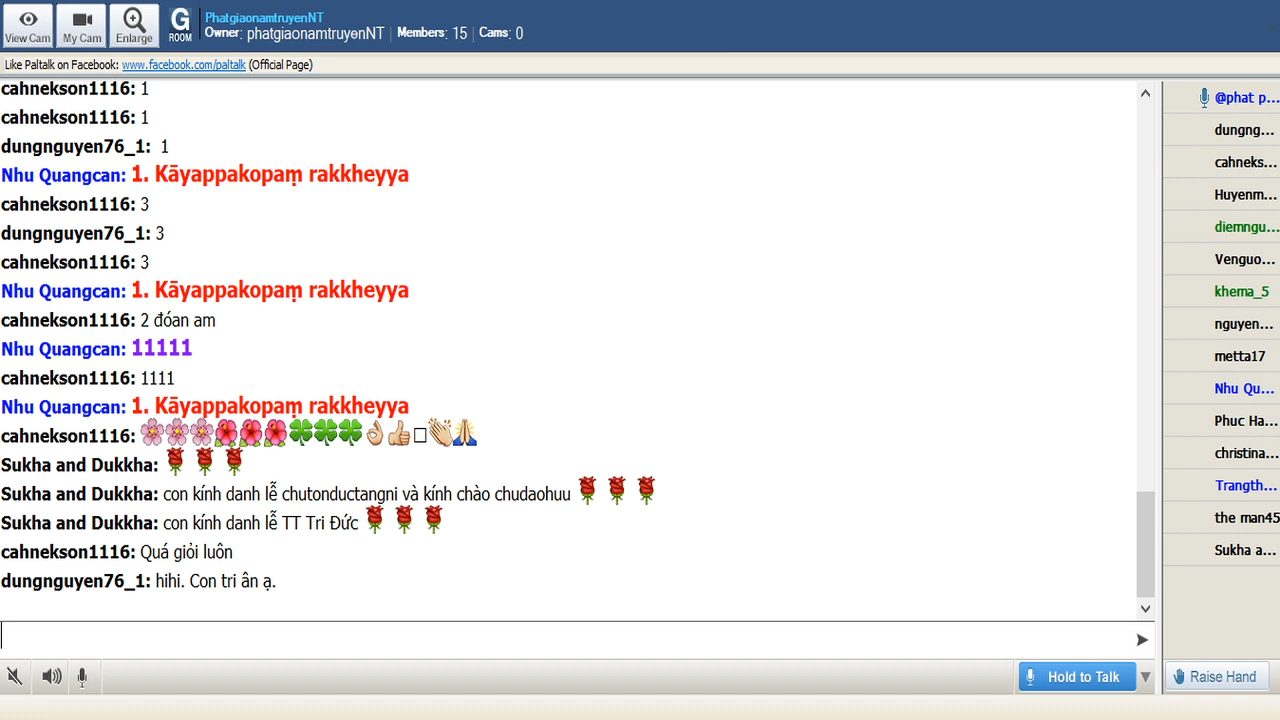 PhatgiaonamtruyenNT
Owner: phatgiaonamtruyenNT | Members: 15 | Cams: 0
View Cam
My Cam
Enlarge
G
ROOM
Like Paltalk on Facebook: www.facebook.com/paltalk (Official Page)
cahnekson1116: 1
cahnekson1116: 1
dungnguyen76_1: 1
Nhu Quangcan: 1. Kāyappakopaṃ rakkheyya
cahnekson1116: 3
dungnguyen76_1: 3
cahnekson1116: 3
Nhu Quangcan: 1. Kāyappakopaṃ rakkheyya
cahnekson1116: 2 đóan am
Nhu Quangcan: 11111
cahnekson1116: 1111
Nhu Quangcan: 1. Kāyappakopaṃ rakkheyya
cahnekson1116:
Sukha and Dukkha:
Sukha and Dukkha: con kính danh lễ chutonductangni và kính chào chudaohuu
Sukha and Dukkha: con kính danh lễ TT Tri Đức
cahnekson1116: Quá giỏi luôn
dungnguyen76_1: hihi. Con tri ân ạ.
@phat p...
dungng...
cahneks...
Huyenm...
diemngu...
Venguo...
khema_5
nguyen...
metta17
Nhu Qu...
Phuc Ha...
christina...
Trangth...
the man45
Sukha a...
Hold to Talk
Raise Hand